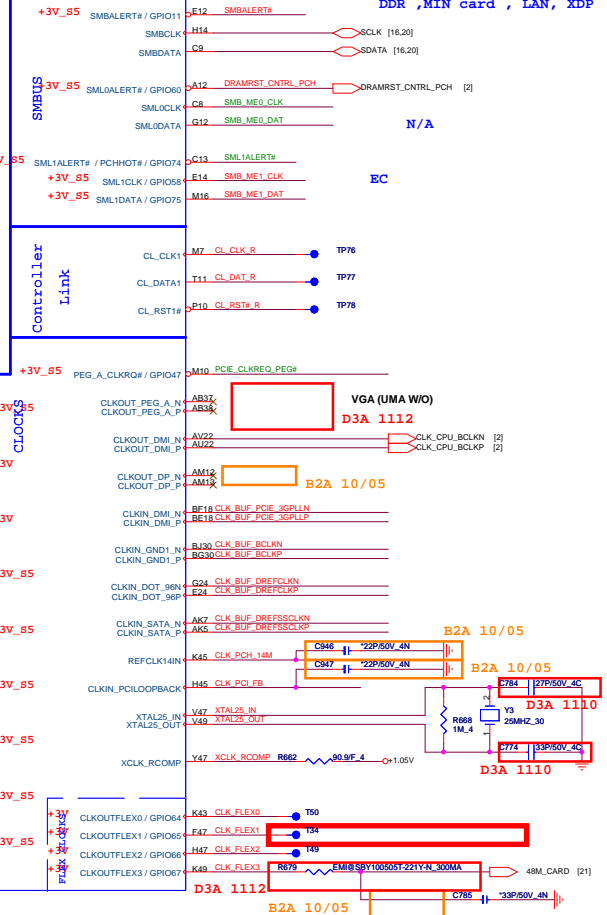 DDR ,MIN card , LAN, XDP
+3V_S5 SMBALERT# / GPIO11 E12 SMBALERT#
SMBCLK H14 SCLK [16,20]
SMBDATA C9 SDATA [16,20]
SMBUS
+3V_S5 SML0ALERT# / GPIO60 A12 DRAMRST_CNTRL_PCH DRAMRST_CNTRL_PCH [2]
SML0CLK C8 SMB_ME0_CLK
SML0DATA G12 SMB_ME0_DAT
N/A
3V_S5 SML1ALERT# / PCHHOT# / GPIO74 C13 SML1ALERT#
+3V_S5 SML1CLK / GPIO58 E14 SMB_ME1_CLK
EC
+3V_S5 SML1DATA / GPIO75 M16 SMB_ME1_DAT
Controller
Link
CL_CLK1 M7 CL_CLK_R TP76
CL_DATA1 T11 CL_DAT_R TP77
CL_RST1# P10 CL_RST#_R TP78
+3V_S5 PEG_A_CLKRQ# / GPIO47 M10 PCIE_CLKREQ_PEG#
CLOCKS
3V_S5
CLKOUT_PEG_A_N AB37
CLKOUT_PEG_A_P AB38
VGA (UMA W/O)
D3A 1112
CLKOUT_DMI_N AV22 CLK_CPU_BCLKN [2]
CLKOUT_DMI_P AU22 CLK_CPU_BCLKP [2]
3V
CLKOUT_DP_N AM12
CLKOUT_DP_P AM13
B2A 10/05
3V
CLKIN_DMI_N BF18 CLK_BUF_PCIE_3GPLLN
CLKIN_DMI_P BE18 CLK_BUF_PCIE_3GPLLP
CLKIN_GND1_N BJ30 CLK_BUF_BCLKN
CLKIN_GND1_P BG30 CLK_BUF_BCLKP
3V_S5
CLKIN_DOT_96N G24 CLK_BUF_DREFCLKN
CLKIN_DOT_96P E24 CLK_BUF_DREFCLKP
3V_S5
CLKIN_SATA_N AK7 CLK_BUF_DREFSSCLKN
CLKIN_SATA_P AK5 CLK_BUF_DREFSSCLKP
B2A 10/05
C946 *22P/50V_4N
REFCLK14IN K45 CLK_PCH_14M
C947 *22P/50V_4N
B2A 10/05
3V_S5
CLKIN_PCILOOPBACK H45 CLK_PCI_FB
C784 27P/50V_4C
D3A 1110
XTAL25_IN V47 XTAL25_IN
XTAL25_OUT V49 XTAL25_OUT
R668
1M_4
2
Y3
25MHZ_30
1
3V_S5
C774 33P/50V_4C
D3A 1110
XCLK_RCOMP Y47 XCLK_RCOMP R662 90.9/F_4 +1.05V
3V_S5
FLEX CLOCKS
+3V CLKOUTFLEX0 / GPIO64 K43 CLK_FLEX0 T50
3V_S5
+3V CLKOUTFLEX1 / GPIO65 F47 CLK_FLEX1 T34
+3V CLKOUTFLEX2 / GPIO66 H47 CLK_FLEX2 T49
+3V CLKOUTFLEX3 / GPIO67 K49 CLK_FLEX3 R679 EMI@SBY100505T-221Y-N_300MA 48M_CARD [21]
D3A 1112
C785 *33P/50V_4N
B2A 10/05